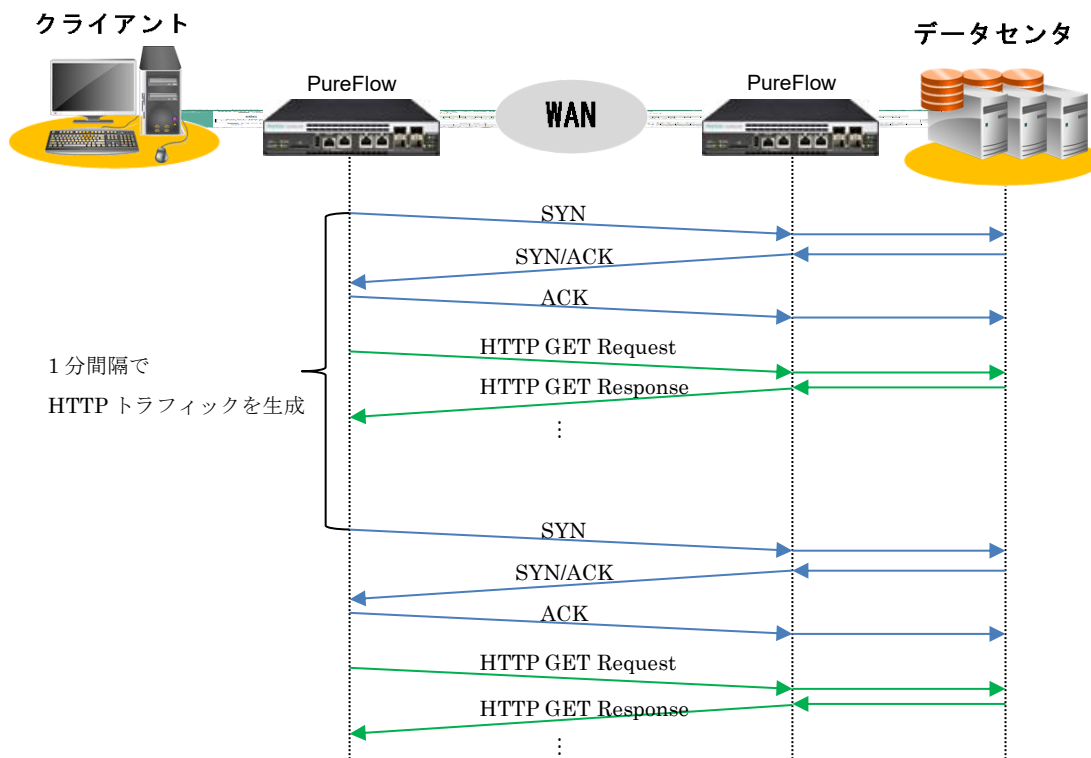 クライアント
データセンタ
PureFlow
WAN
PureFlow
SYN
SYN/ACK
ACK
HTTP GET Request
1 分間隔で
HTTP GET Response
HTTP トラフィックを生成
⋮
SYN
SYN/ACK
ACK
HTTP GET Request
HTTP GET Response
⋮